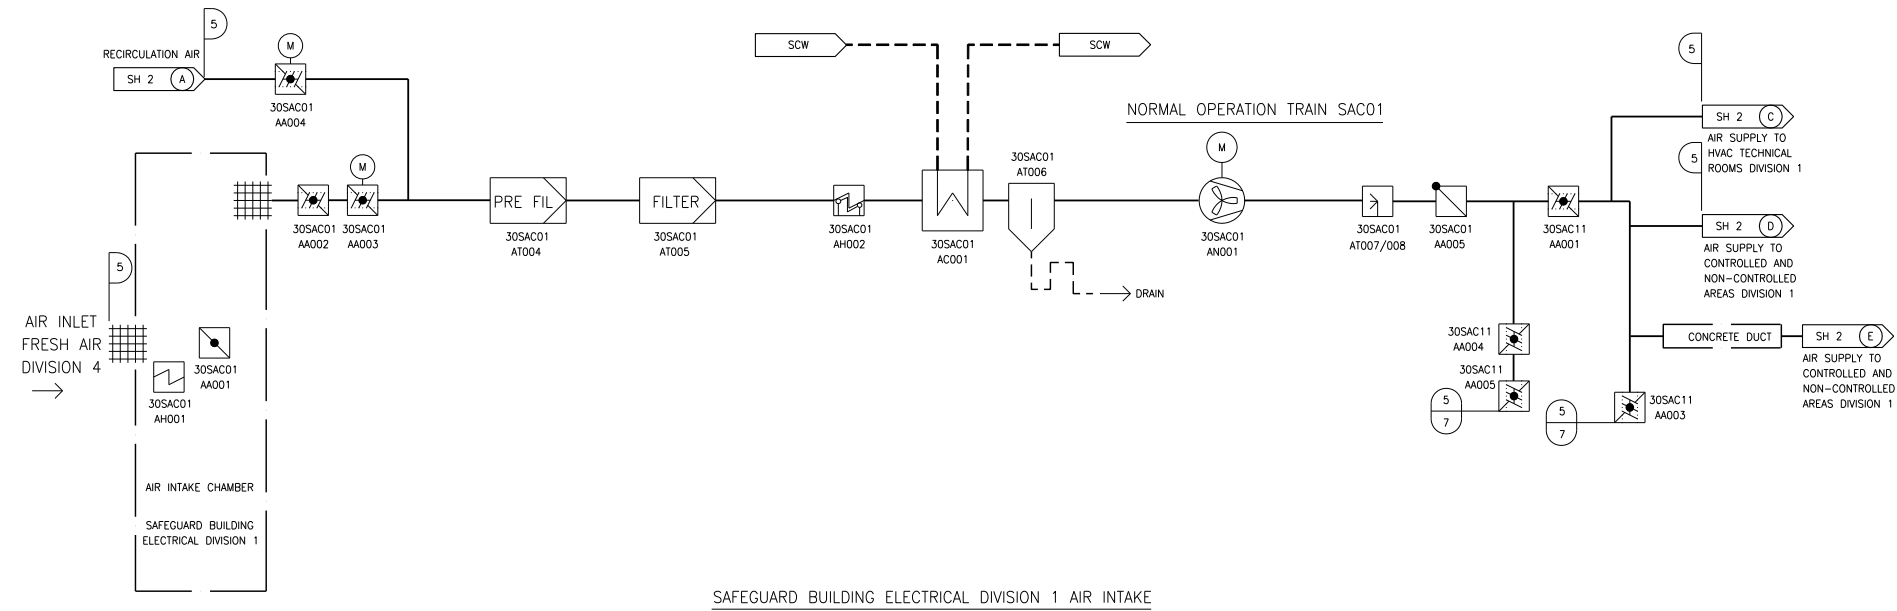 5
RECIRCULATION AIR
SH 2 A
M
30SAC01
AA004
SCW
SCW
NORMAL OPERATION TRAIN SAC01
5
SH 2 C
AIR SUPPLY TO
HVAC TECHNICAL
ROOMS DIVISION 1
5
SH 2 D
AIR SUPPLY TO
CONTROLLED AND
NON-CONTROLLED
AREAS DIVISION 1
M
30SAC01
AA002
30SAC01
AA003
PRE FIL
30SAC01
AT004
FILTER
30SAC01
AT005
30SAC01
AH002
30SAC01
AC001
30SAC01
AT006
DRAIN
M
30SAC01
AN001
30SAC01
AT007/008
30SAC01
AA005
30SAC11
AA001
30SAC11
AA004
30SAC11
AA005
5
7
5
7
30SAC11
AA003
CONCRETE DUCT
SH 2 E
AIR SUPPLY TO
CONTROLLED AND
NON-CONTROLLED
AREAS DIVISION 1
5
AIR INLET
FRESH AIR
DIVISION 4
30SAC01
AA001
30SAC01
AH001
AIR INTAKE CHAMBER
SAFEGUARD BUILDING
ELECTRICAL DIVISION 1
SAFEGUARD BUILDING ELECTRICAL DIVISION 1 AIR INTAKE